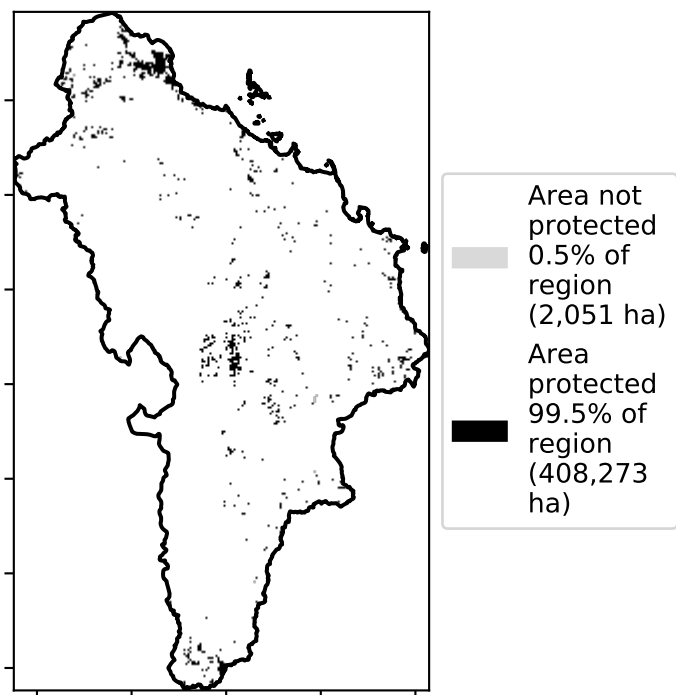 Area not
protected
0.5% of
region
(2,051 ha)
Area
protected
99.5% of
region
(408,273
ha)